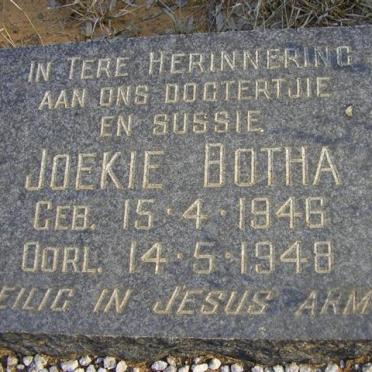 IN TERE HERINNERING
AAN ONS DOGTERTJIE
EN SUSSIE
JOEKIE BOTHA
GEB. 15·4·1946
OORL. 14·5·1948
EILIG IN JESUS ARM